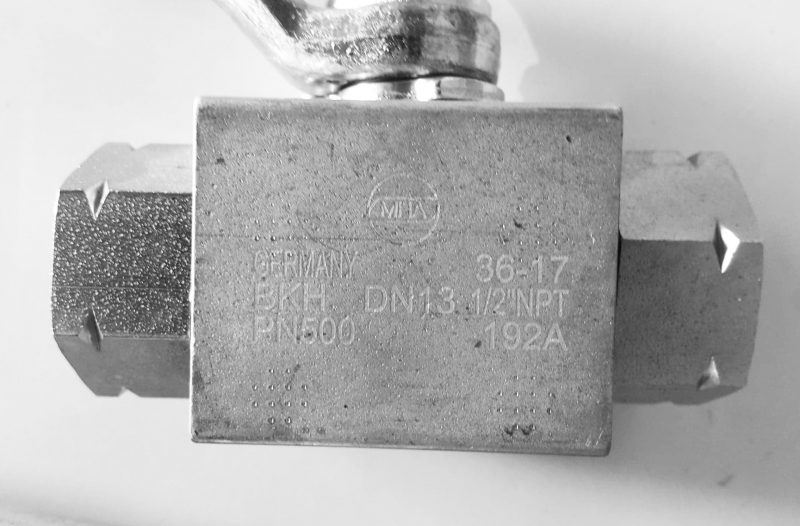 MHA
GERMANY 36-17
BKH DN13 1/2"NPT
PN500 192A